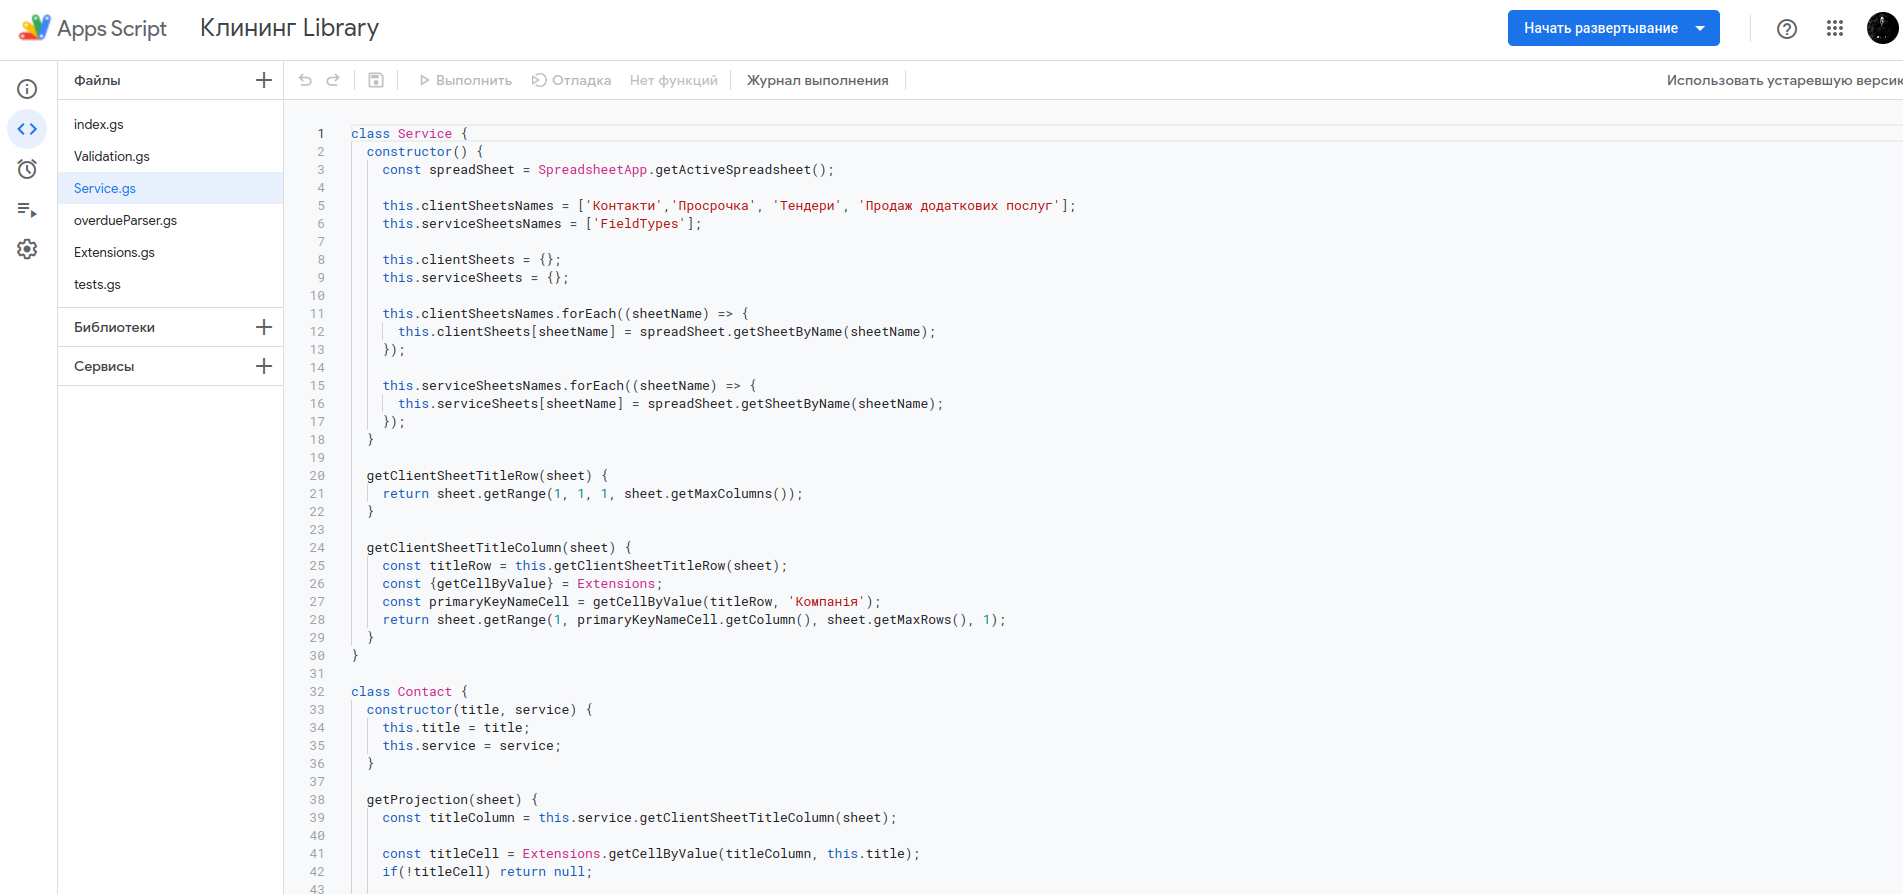 Apps Script
Клининг Library
Начать развертывание
Файлы
Выполнить
Отладка
Нет функций
Журнал выполнения
Использовать устаревшую версию
index.gs
Validation.gs
Service.gs
overdueParser.gs
Extensions.gs
tests.gs
Библиотеки
Сервисы
1 class Service {
2 constructor() {
3 const spreadSheet = SpreadsheetApp.getActiveSpreadsheet();
4
5 this.clientSheetsNames = ['Контакти','Просрочка', 'Тендери', 'Продаж додаткових послуг'];
6 this.serviceSheetsNames = ['FieldTypes'];
7
8 this.clientSheets = {};
9 this.serviceSheets = {};
10
11 this.clientSheetsNames.forEach((sheetName) => {
12 this.clientSheets[sheetName] = spreadSheet.getSheetByName(sheetName);
13 });
14
15 this.serviceSheetsNames.forEach((sheetName) => {
16 this.serviceSheets[sheetName] = spreadSheet.getSheetByName(sheetName);
17 });
18 }
19
20 getClientSheetTitleRow(sheet) {
21 return sheet.getRange(1, 1, 1, sheet.getMaxColumns());
22 }
23
24 getClientSheetTitleColumn(sheet) {
25 const titleRow = this.getClientSheetTitleRow(sheet);
26 const {getCellByValue} = Extensions;
27 const primaryKeyNameCell = getCellByValue(titleRow, 'Компанія');
28 return sheet.getRange(1, primaryKeyNameCell.getColumn(), sheet.getMaxRows(), 1);
29 }
30 }
31
32 class Contact {
33 constructor(title, service) {
34 this.title = title;
35 this.service = service;
36 }
37
38 getProjection(sheet) {
39 const titleColumn = this.service.getClientSheetTitleColumn(sheet);
40
41 const titleCell = Extensions.getCellByValue(titleColumn, this.title);
42 if(!titleCell) return null;
43